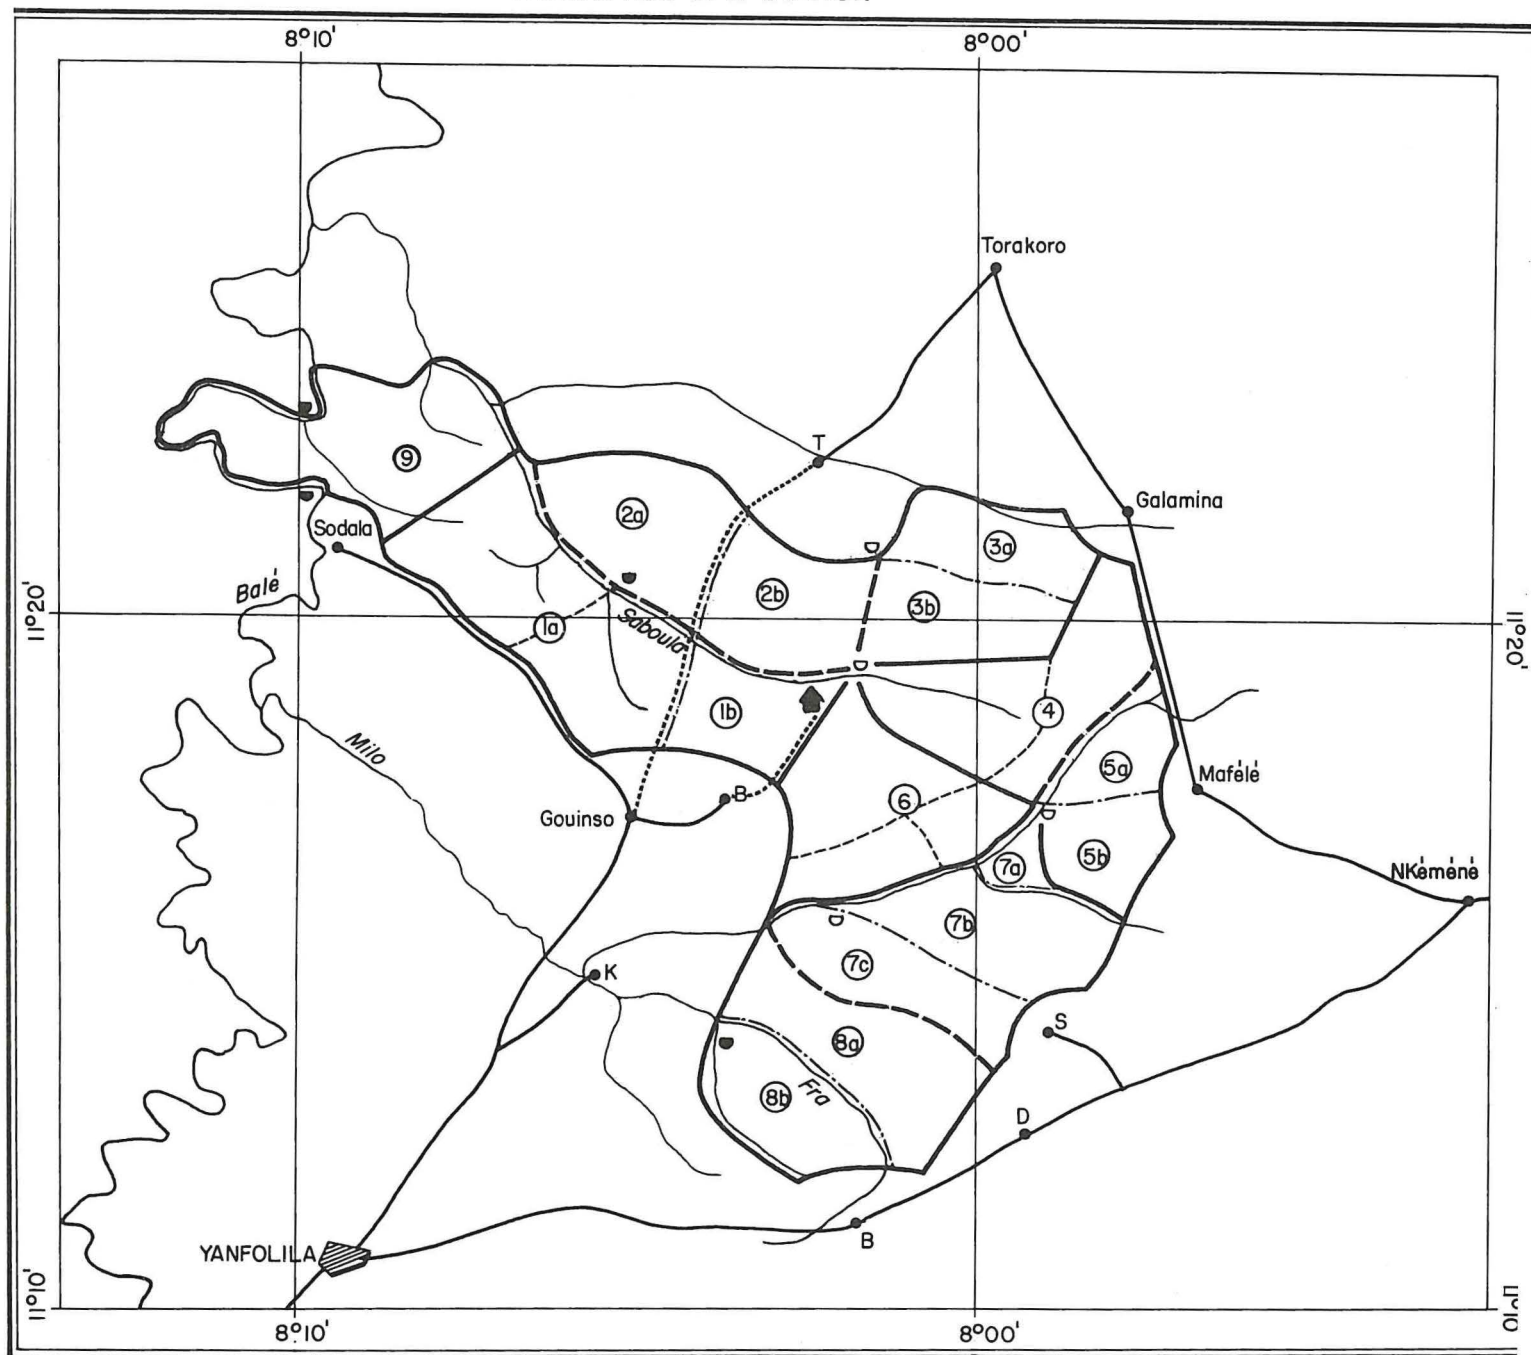 8°10'
8°00'
Torakoro
T
Galamina
9
2a
3a
Sodala
Balé
2b
3b
11°20'
11°20'
1a
Saboula
1b
4
Milo
5a
Mafélé
B
6
Gouinso
5b
7a
NKéméné
7b
K
7c
S
8a
8b
Fra
D
YANFOLILA
B
11°10'
11°10
8°10'
8°00'